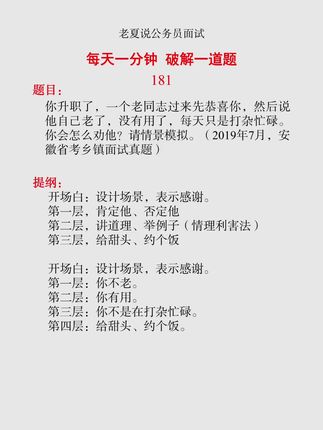 老夏说公务员面试
每天一分钟 破解一道题
181
题目：
你升职了，一个老同志过来先恭喜你，然后说
他自己老了，没有用了，每天只是打杂忙碌。
你会怎么劝他？请情景模拟。（2019年7月，安
徽省考乡镇面试真题）
提纲：
开场白：设计场景，表示感谢。
第一层，肯定他、否定他
第二层，讲道理、举例子（情理利害法）
第三层，给甜头、约个饭
开场白：设计场景，表示感谢。
第一层：你不老。
第二层：你有用。
第三层：你不是在打杂忙碌。
第四层：给甜头、约个饭。